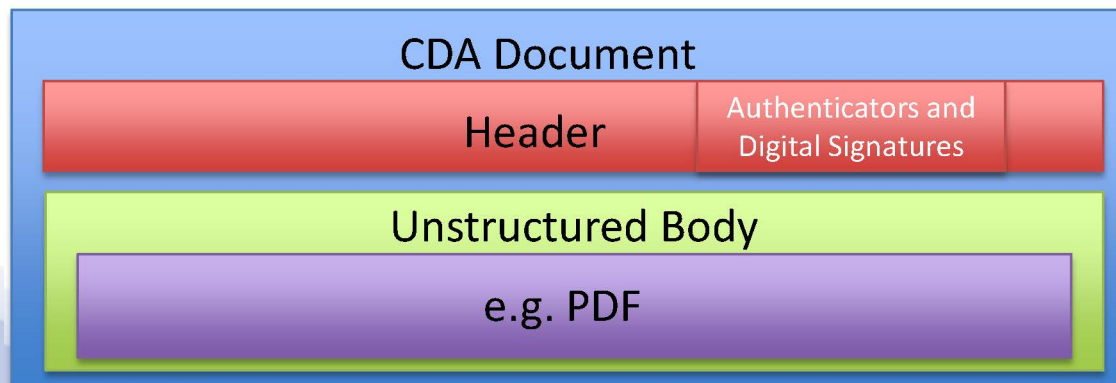 CDA Document
Header
Authenticators and
Digital Signatures
Unstructured Body
e.g. PDF